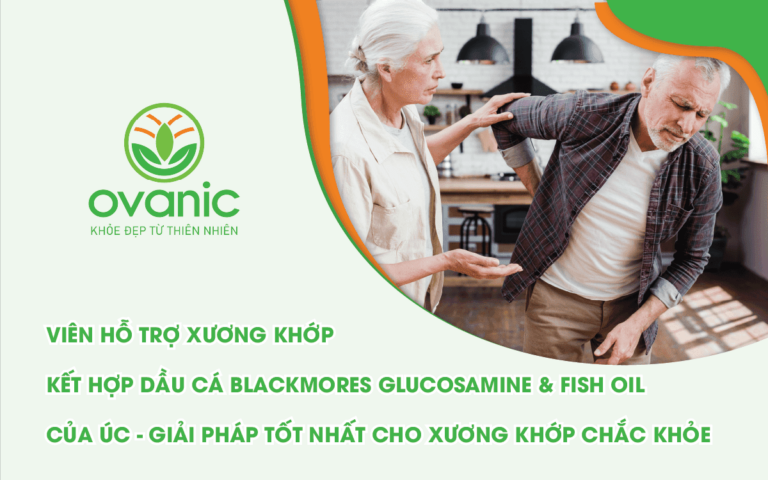 ovanic
KHỎE ĐẸP TỪ THIÊN NHIÊN
VIÊN HỖ TRỢ XƯƠNG KHỚP
KẾT HỢP DẦU CÁ BLACKMORES GLUCOSAMINE & FISH OIL
CỦA ÚC - GIẢI PHÁP TỐT NHẤT CHO XƯƠNG KHỚP CHẮC KHỎE